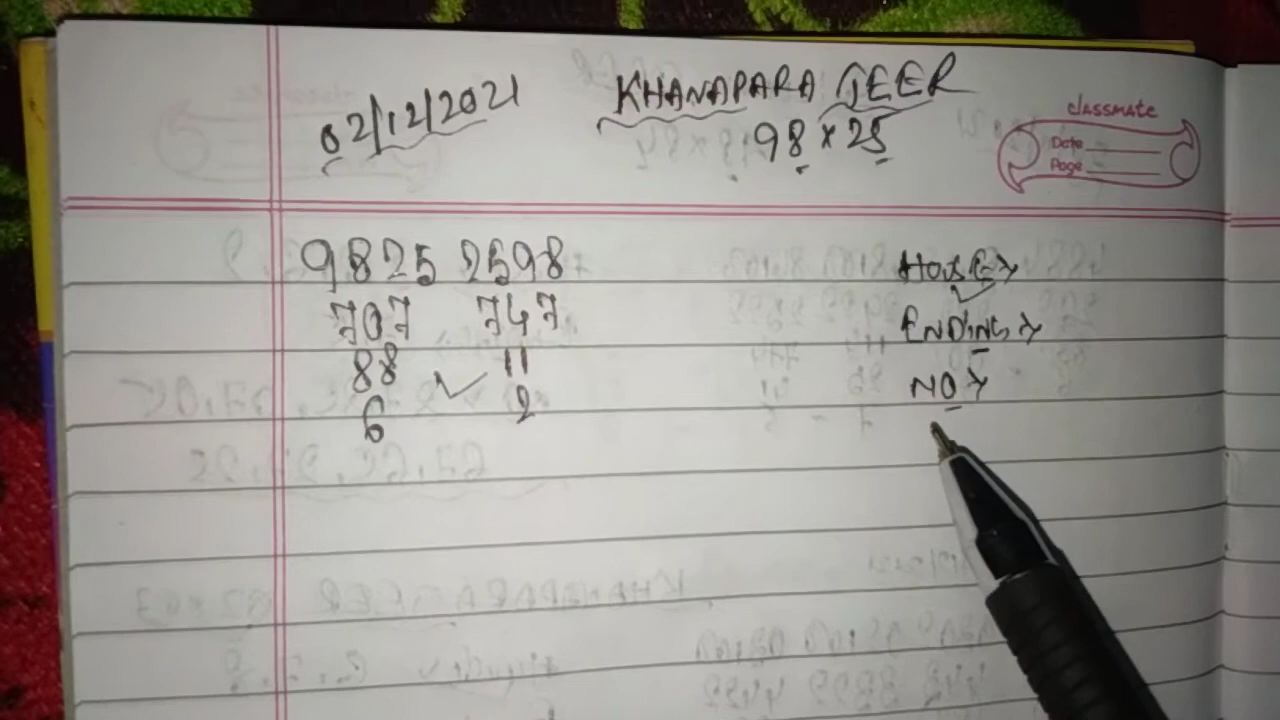 02/12/2021 KHANAPARA TEER
98 × 25
classmate
Date
Page
9825 2598
707 747
88 11
6 2
HOUSE
ENDING
NO